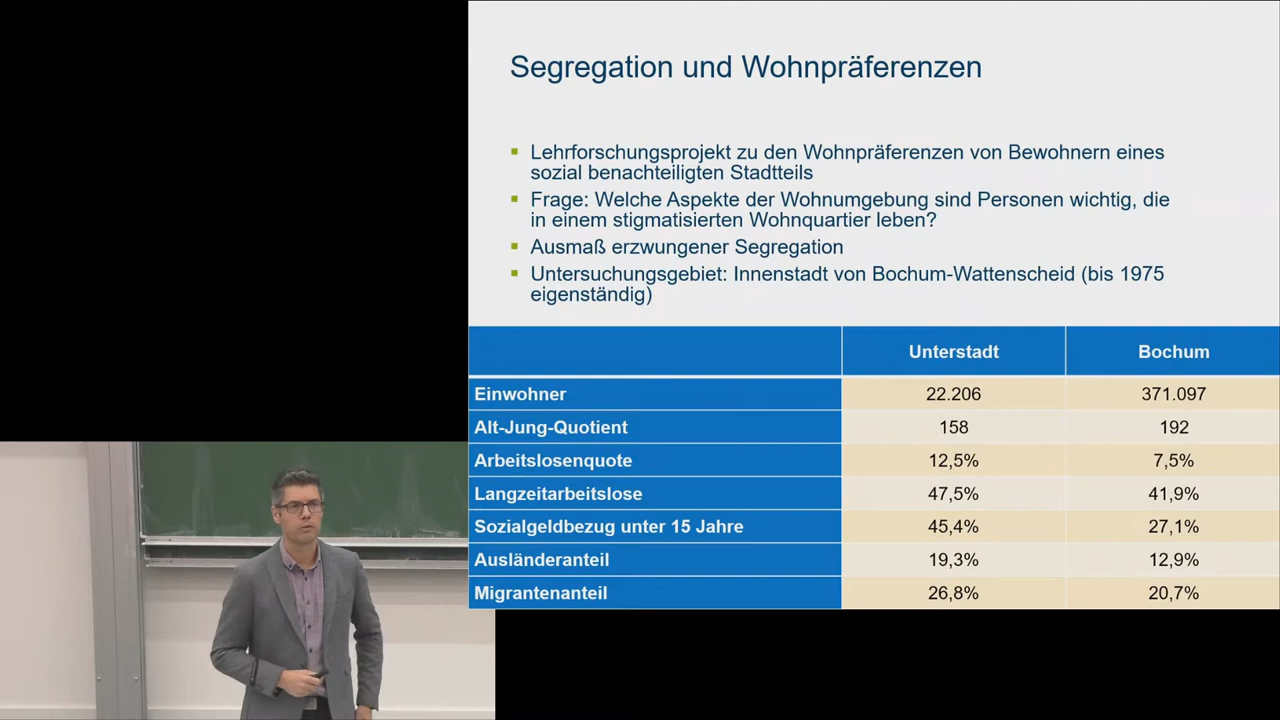 Segregation und Wohnpräferenzen
Lehrforschungsprojekt zu den Wohnpräferenzen von Bewohnern eines
sozial benachteiligten Stadtteils
Frage: Welche Aspekte der Wohnumgebung sind Personen wichtig, die
in einem stigmatisierten Wohnquartier leben?
Ausmaß erzwungener Segregation
Untersuchungsgebiet: Innenstadt von Bochum-Wattenscheid (bis 1975
eigenständig)
Unterstadt Bochum
Einwohner 22.206 371.097
Alt-Jung-Quotient 158 192
Arbeitslosenquote 12,5% 7,5%
Langzeitarbeitslose 47,5% 41,9%
Sozialgeldbezug unter 15 Jahre 45,4% 27,1%
Ausländeranteil 19,3% 12,9%
Migrantenanteil 26,8% 20,7%